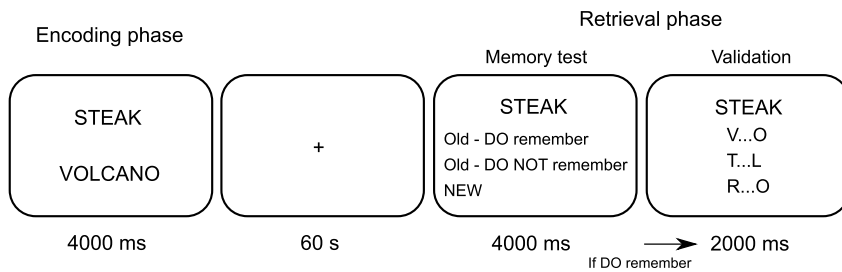 Encoding phase
Retrieval phase
Memory test
Validation
STEAK
VOLCANO
+
STEAK
Old - DO remember
Old - DO NOT remember
NEW
STEAK
V...O
T...L
R...O
4000 ms
60 s
4000 ms
If DO remember
2000 ms